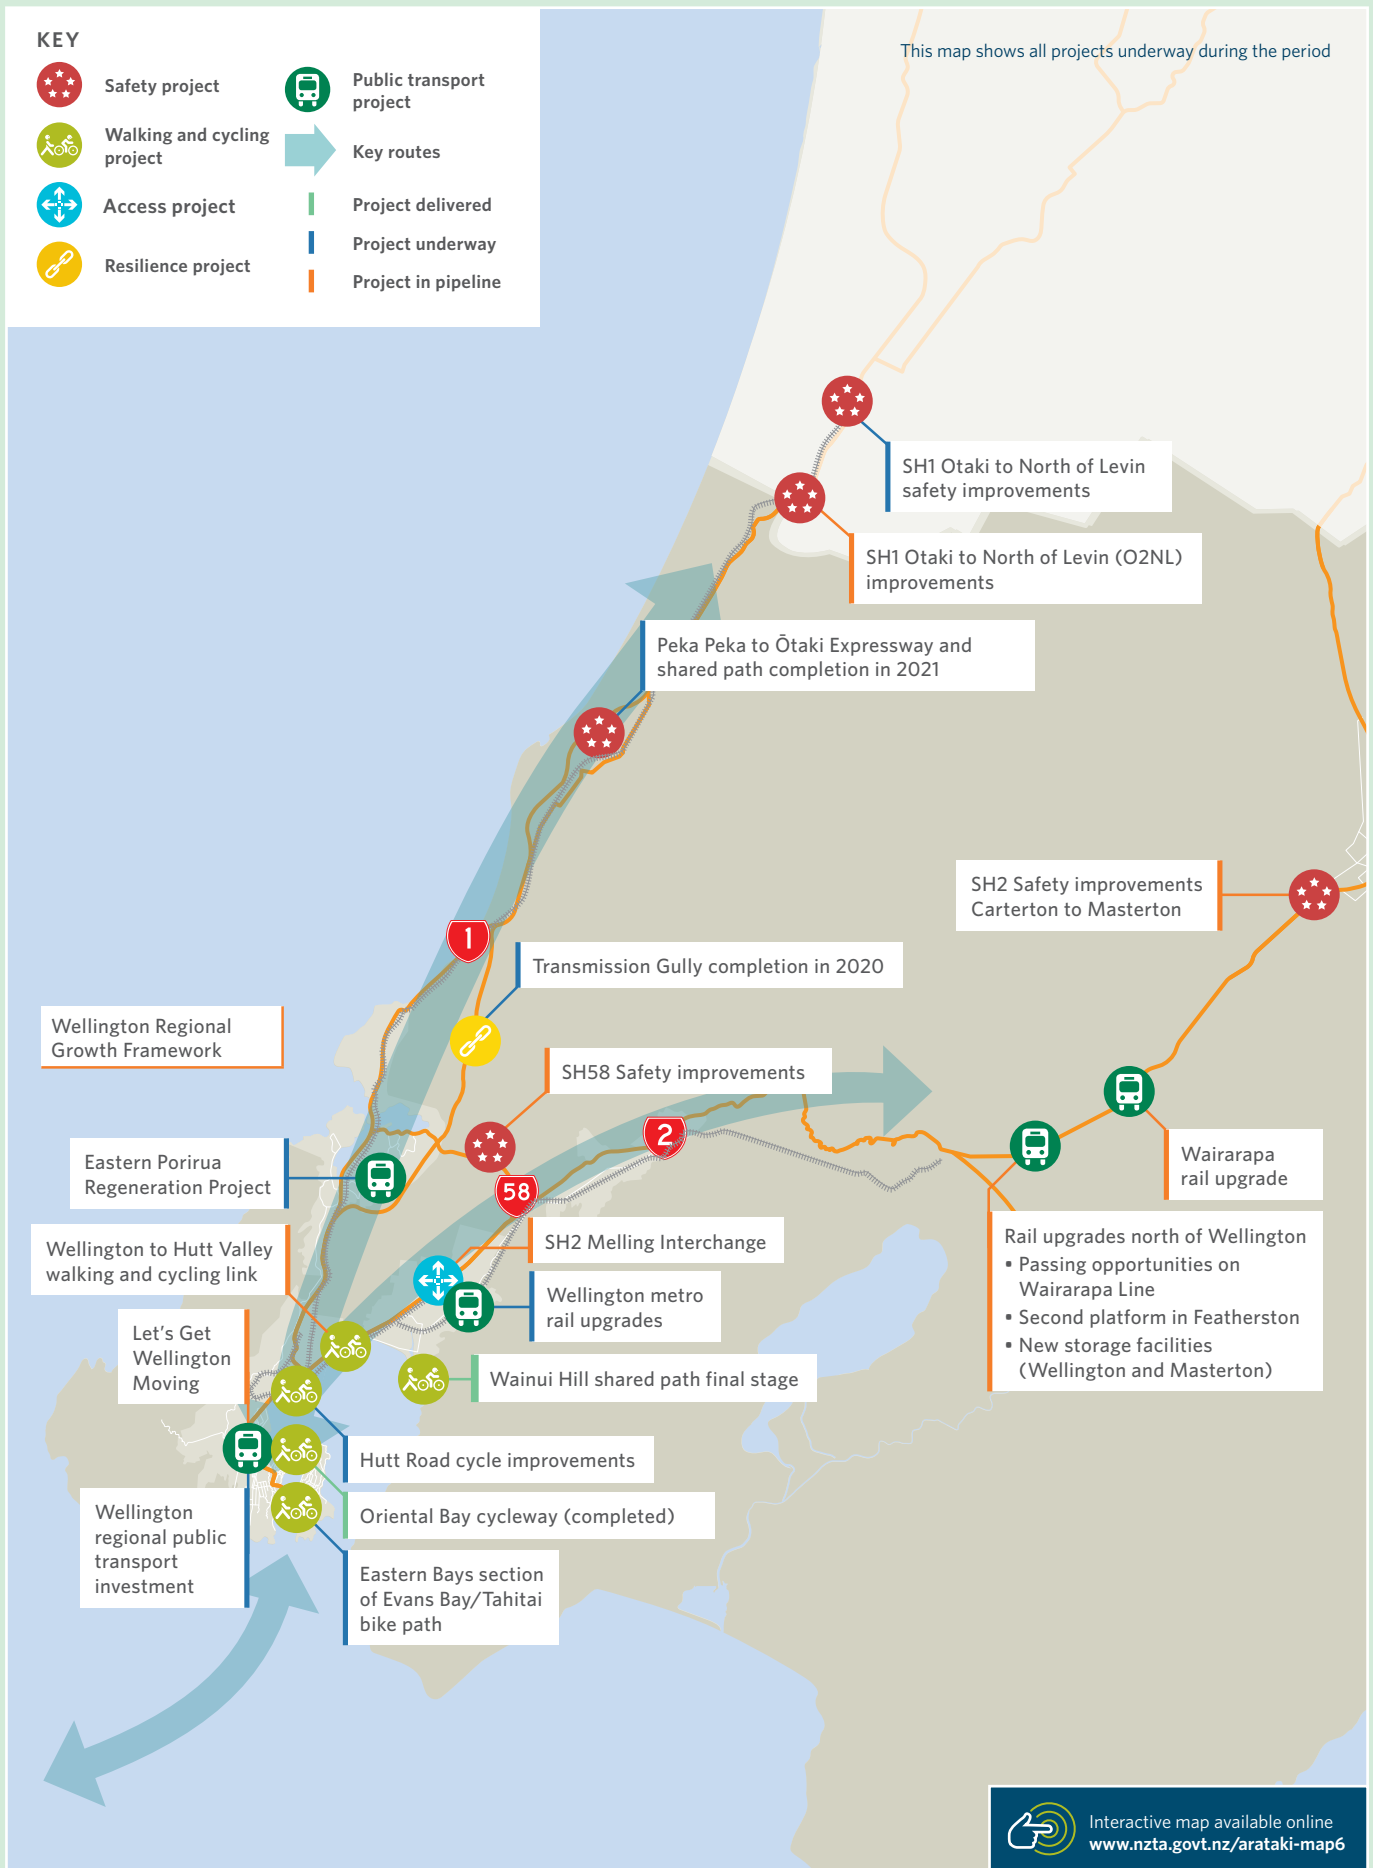 KEY
Safety project
Walking and cycling
project
Access project
Resilience project
Public transport
project
Key routes
Project delivered
Project underway
Project in pipeline
This map shows all projects underway during the period
SH1 Otaki to North of Levin
safety improvements
SH1 Otaki to North of Levin (O2NL)
improvements
Peka Peka to Ōtaki Expressway and
shared path completion in 2021
SH2 Safety improvements
Carterton to Masterton
1
Transmission Gully completion in 2020
Wellington Regional
Growth Framework
SH58 Safety improvements
2
Eastern Porirua
Regeneration Project
58
Wairarapa
rail upgrade
Wellington to Hutt Valley
walking and cycling link
SH2 Melling Interchange
Rail upgrades north of Wellington
• Passing opportunities on
Wairarapa Line
• Second platform in Featherston
• New storage facilities
(Wellington and Masterton)
Wellington metro
rail upgrades
Let's Get
Wellington
Moving
Wainui Hill shared path final stage
Hutt Road cycle improvements
Oriental Bay cycleway (completed)
Wellington
regional public
transport
investment
Eastern Bays section
of Evans Bay/Tahitai
bike path
Interactive map available online
www.nzta.govt.nz/arataki-map6